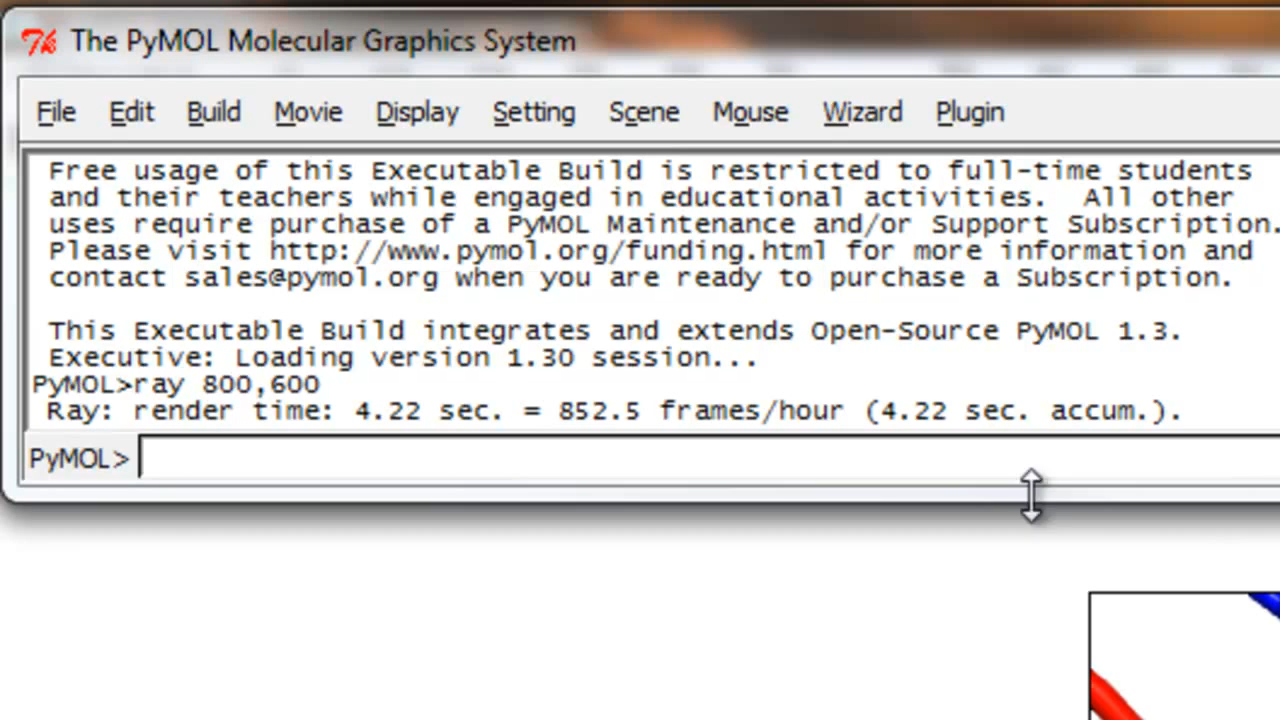 The PyMOL Molecular Graphics System
File Edit Build Movie Display Setting Scene Mouse Wizard Plugin
Free usage of this Executable Build is restricted to full-time students
and their teachers while engaged in educational activities. All other
uses require purchase of a PyMOL Maintenance and/or Support Subscription.
Please visit http://www.pymol.org/funding.html for more information and
contact sales@pymol.org when you are ready to purchase a Subscription.
This Executable Build integrates and extends Open-Source PyMOL 1.3.
Executive: Loading version 1.30 session...
PyMOL>ray 800,600
Ray: render time: 4.22 sec. = 852.5 frames/hour (4.22 sec. accum.).
PyMOL>